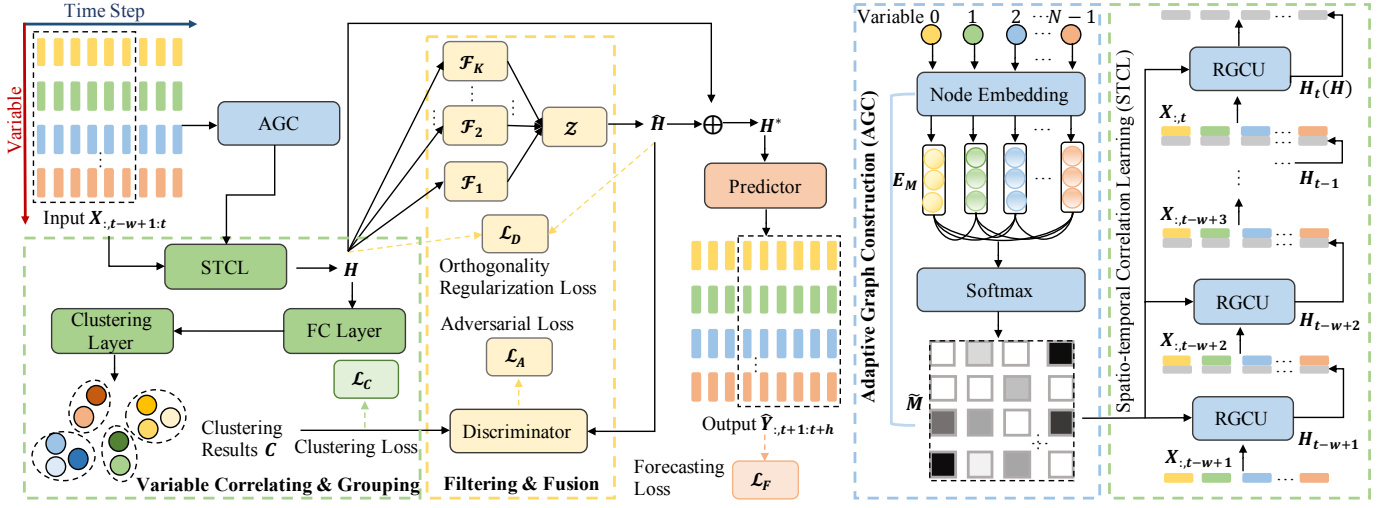 Time Step
Variable
AGC
Input X:,t−w+1:t
STCL
H
FC Layer
Clustering
Layer
ℒC
Clustering
Results C
Clustering Loss
Variable Correlating & Grouping
ℱK
⋮
ℱ2
⋮
ℱ1
𝒵
ℒD
Orthogonality
Regularization Loss
Adversarial Loss
ℒA
Discriminator
Filtering & Fusion
Ĥ
⊕
H*
Predictor
Output Ŷ:,t+1:t+h
Forecasting
Loss
ℒF
Adaptive Graph Construction (AGC)
Variable 0 1 2 ⋯ N − 1
Node Embedding
EM
Softmax
M̃
Spatio-temporal Correlation Learning (STCL)
RGCU
Ht(H)
X:,t
Ht−1
X:,t−w+3
RGCU
Ht−w+2
X:,t−w+2
RGCU
Ht−w+1
X:,t−w+1